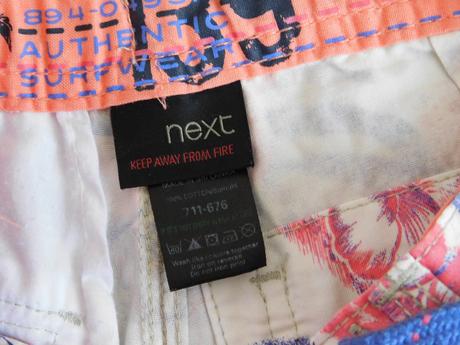 894-0495
AUTHENTIC
SURFWEAR
next
KEEP AWAY FROM FIRE
711-676
Wash like colours together
Iron on reverse
Do not iron print